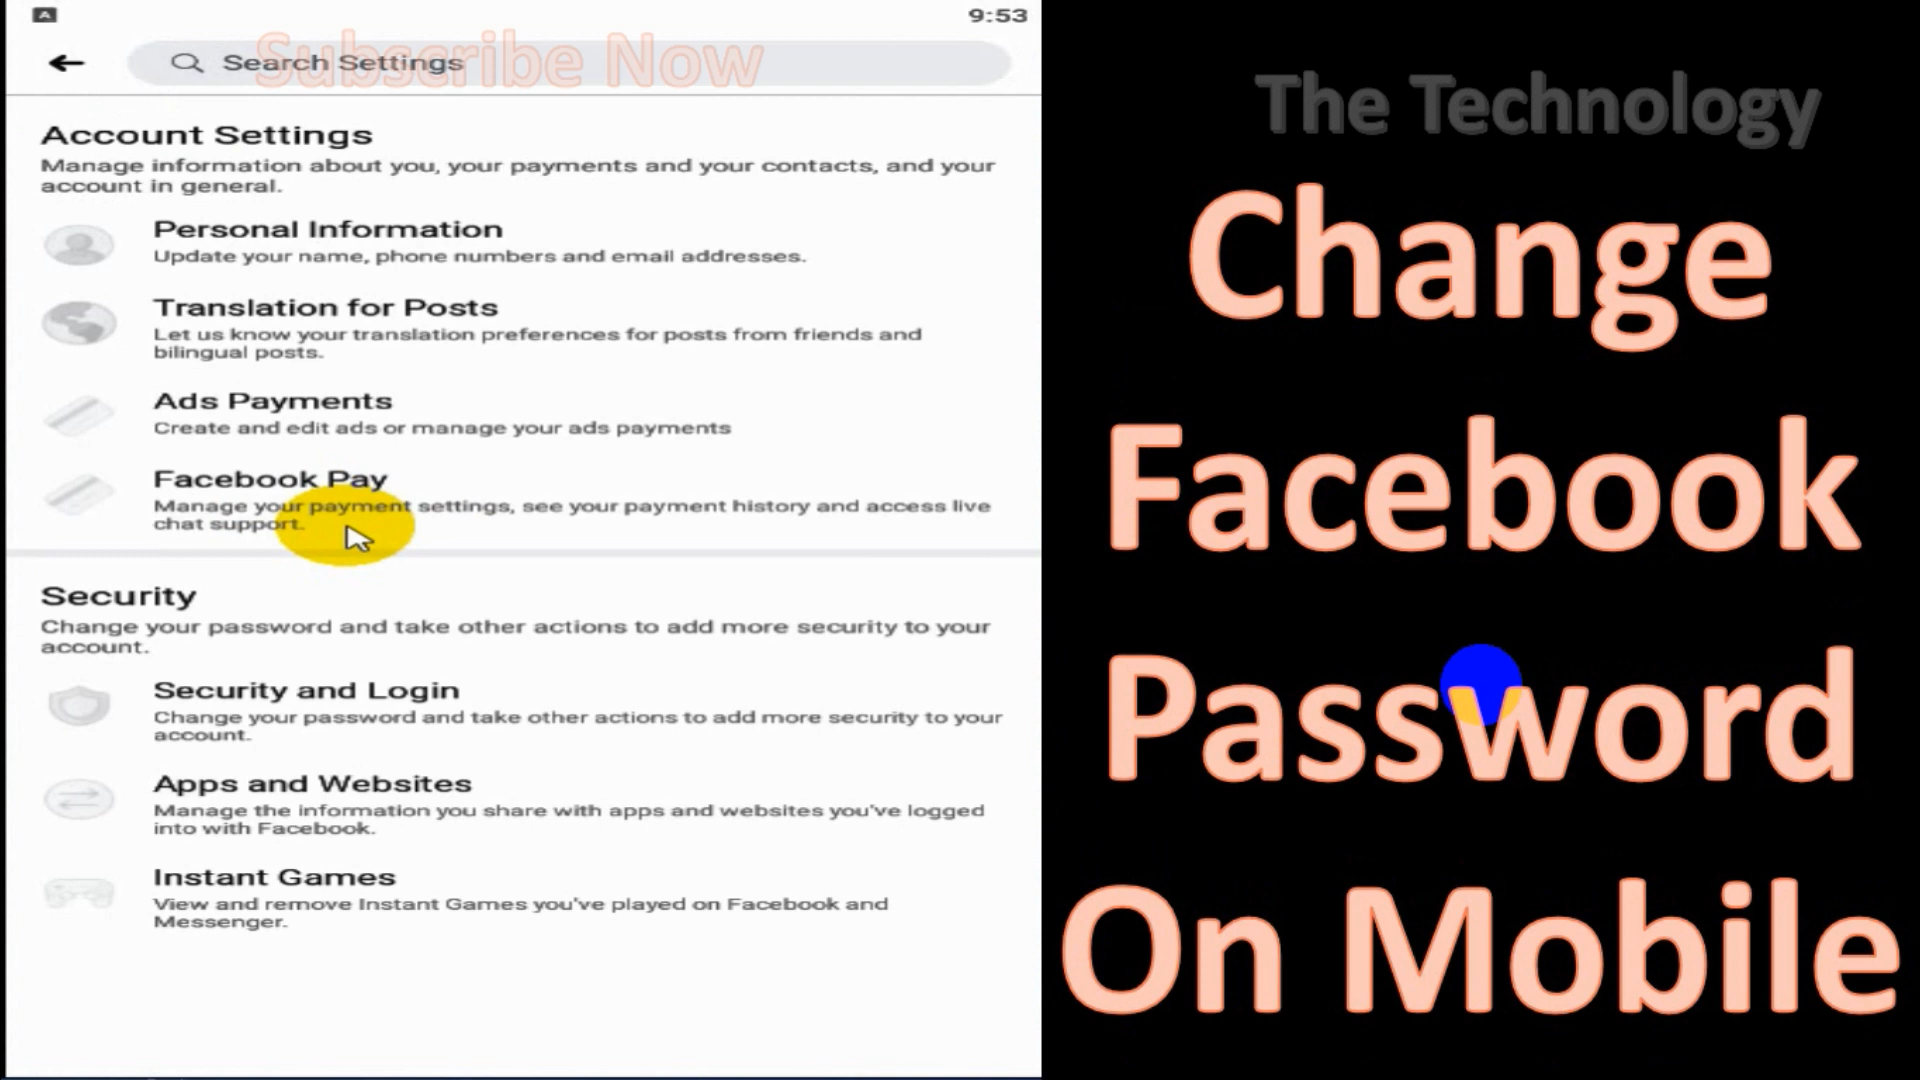 A
9:53
Subscribe Now
Search Settings
Account Settings
Manage information about you, your payments and your contacts, and your
account in general.
Personal Information
Update your name, phone numbers and email addresses.
Translation for Posts
Let us know your translation preferences for posts from friends and
bilingual posts.
Ads Payments
Create and edit ads or manage your ads payments
Facebook Pay
Manage your payment settings, see your payment history and access live
chat support.
Security
Change your password and take other actions to add more security to your
account.
Security and Login
Change your password and take other actions to add more security to your
account.
Apps and Websites
Manage the information you share with apps and websites you've logged
into with Facebook.
Instant Games
View and remove Instant Games you've played on Facebook and
Messenger.
The Technology
Change
Facebook
Password
On Mobile